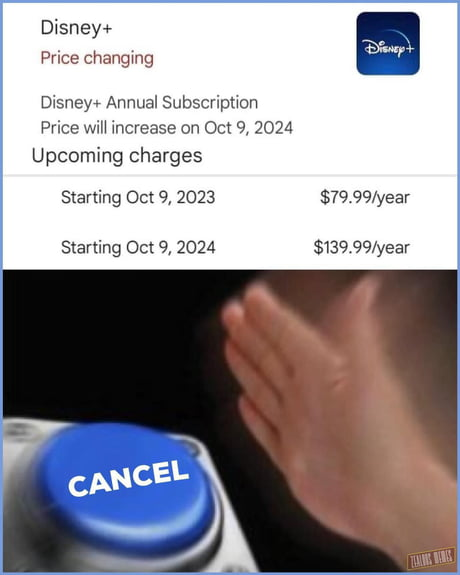 Disney+
Disney+
Price changing
Disney+ Annual Subscription
Price will increase on Oct 9, 2024
Upcoming charges
Starting Oct 9, 2023 $79.99/year
Starting Oct 9, 2024 $139.99/year
CANCEL
ZEALOUS MEMES